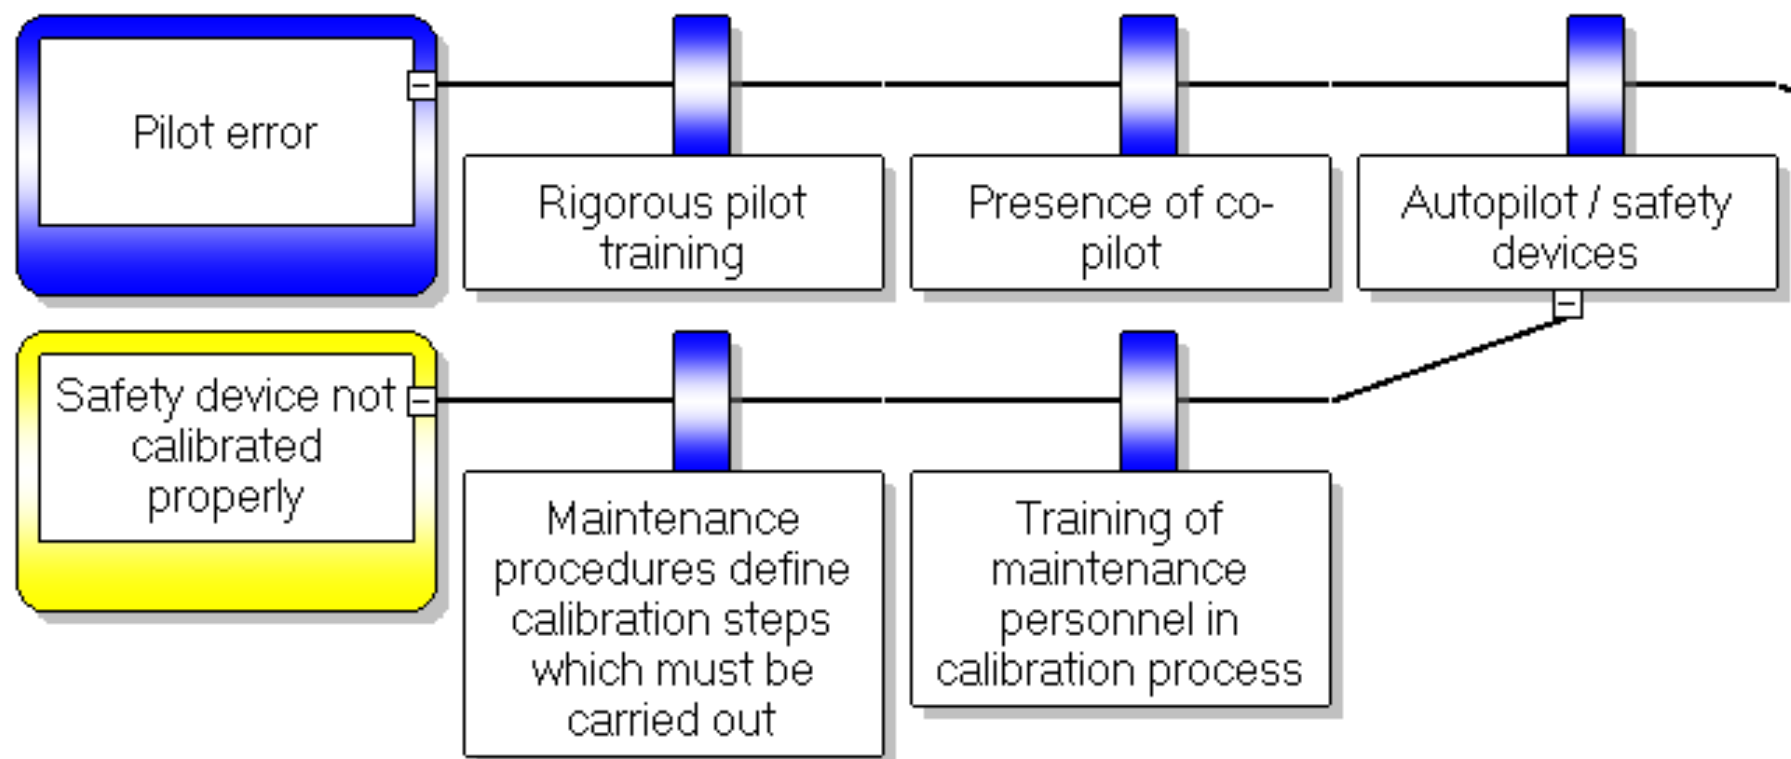 Pilot error
Rigorous pilot
training
Presence of co-
pilot
Autopilot / safety
devices
Safety device not
calibrated
properly
Maintenance
procedures define
calibration steps
which must be
carried out
Training of
maintenance
personnel in
calibration process